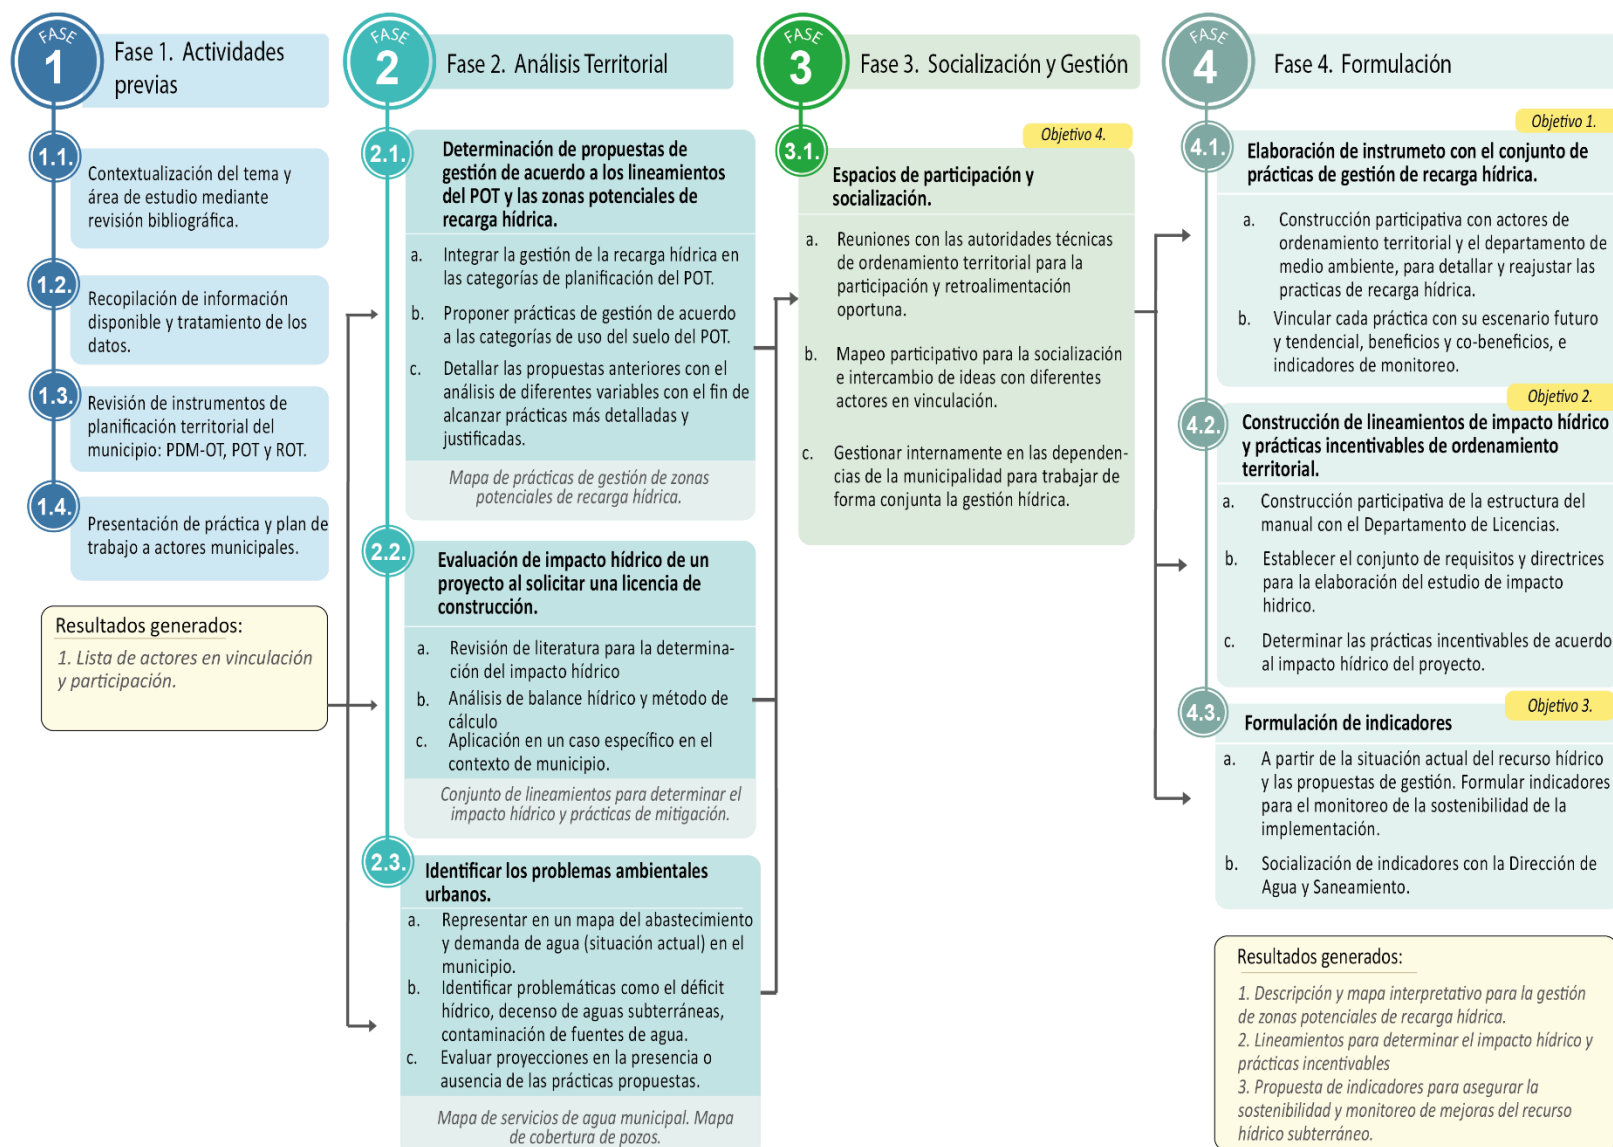 FASE
1
Fase 1. Actividades
previas
1.1.
Contextualización del tema y
área de estudio mediante
revisión bibliográfica.
1.2.
Recopilación de información
disponible y tratamiento de los
datos.
1.3.
Revisión de instrumentos de
planificación territorial del
municipio: PDM-OT, POT y ROT.
1.4.
Presentación de práctica y plan de
trabajo a actores municipales.
Resultados generados:
1. Lista de actores en vinculación
y participación.
FASE
2
Fase 2. Análisis Territorial
2.1.
Determinación de propuestas de
gestión de acuerdo a los lineamientos
del POT y las zonas potenciales de
recarga hídrica.
a. Integrar la gestión de la recarga hídrica en
las categorías de planificación del POT.
b. Proponer prácticas de gestión de acuerdo
a las categorías de uso del suelo del POT.
c. Detallar las propuestas anteriores con el
análisis de diferentes variables con el fin de
alcanzar prácticas más detalladas y
justificadas.
Mapa de prácticas de gestión de zonas
potenciales de recarga hídrica.
2.2.
Evaluación de impacto hídrico de un
proyecto al solicitar una licencia de
construcción.
a. Revisión de literatura para la determina-
ción del impacto hídrico
b. Análisis de balance hídrico y método de
cálculo
c. Aplicación en un caso específico en el
contexto de municipio.
Conjunto de lineamientos para determinar el
impacto hídrico y prácticas de mitigación.
2.3.
Identificar los problemas ambientales
urbanos.
a. Representar en un mapa del abastecimiento
y demanda de agua (situación actual) en el
municipio.
b. Identificar problemáticas como el déficit
hídrico, decenso de aguas subterráneas,
contaminación de fuentes de agua.
c. Evaluar proyecciones en la presencia o
ausencia de las prácticas propuestas.
Mapa de servicios de agua municipal. Mapa
de cobertura de pozos.
FASE
3
Fase 3. Socialización y Gestión
Objetivo 4.
3.1.
Espacios de participación y
socialización.
a. Reuniones con las autoridades técnicas
de ordenamiento territorial para la
participación y retroalimentación
oportuna.
b. Mapeo participativo para la socialización
e intercambio de ideas con diferentes
actores en vinculación.
c. Gestionar internamente en las dependen-
cias de la municipalidad para trabajar de
forma conjunta la gestión hídrica.
FASE
4
Fase 4. Formulación
Objetivo 1.
4.1.
Elaboración de instrumeto con el conjunto de
prácticas de gestión de recarga hídrica.
a. Construcción participativa con actores de
ordenamiento territorial y el departamento de
medio ambiente, para detallar y reajustar las
practicas de recarga hídrica.
b. Vincular cada práctica con su escenario futuro
y tendencial, beneficios y co-beneficios, e
indicadores de monitoreo.
Objetivo 2.
4.2.
Construcción de lineamientos de impacto hídrico
y prácticas incentivables de ordenamiento
territorial.
a. Construcción participativa de la estructura del
manual con el Departamento de Licencias.
b. Establecer el conjunto de requisitos y directrices
para la elaboración del estudio de impacto
hidrico.
c. Determinar las prácticas incentivables de acuerdo
al impacto hídrico del proyecto.
Objetivo 3.
4.3.
Formulación de indicadores
a. A partir de la situación actual del recurso hídrico
y las propuestas de gestión. Formular indicadores
para el monitoreo de la sostenibilidad de la
implementación.
b. Socialización de indicadores con la Dirección de
Agua y Saneamiento.
Resultados generados:
1. Descripción y mapa interpretativo para la gestión
de zonas potenciales de recarga hídrica.
2. Lineamientos para determinar el impacto hídrico y
prácticas incentivables
3. Propuesta de indicadores para asegurar la
sostenibilidad y monitoreo de mejoras del recurso
hídrico subterráneo.